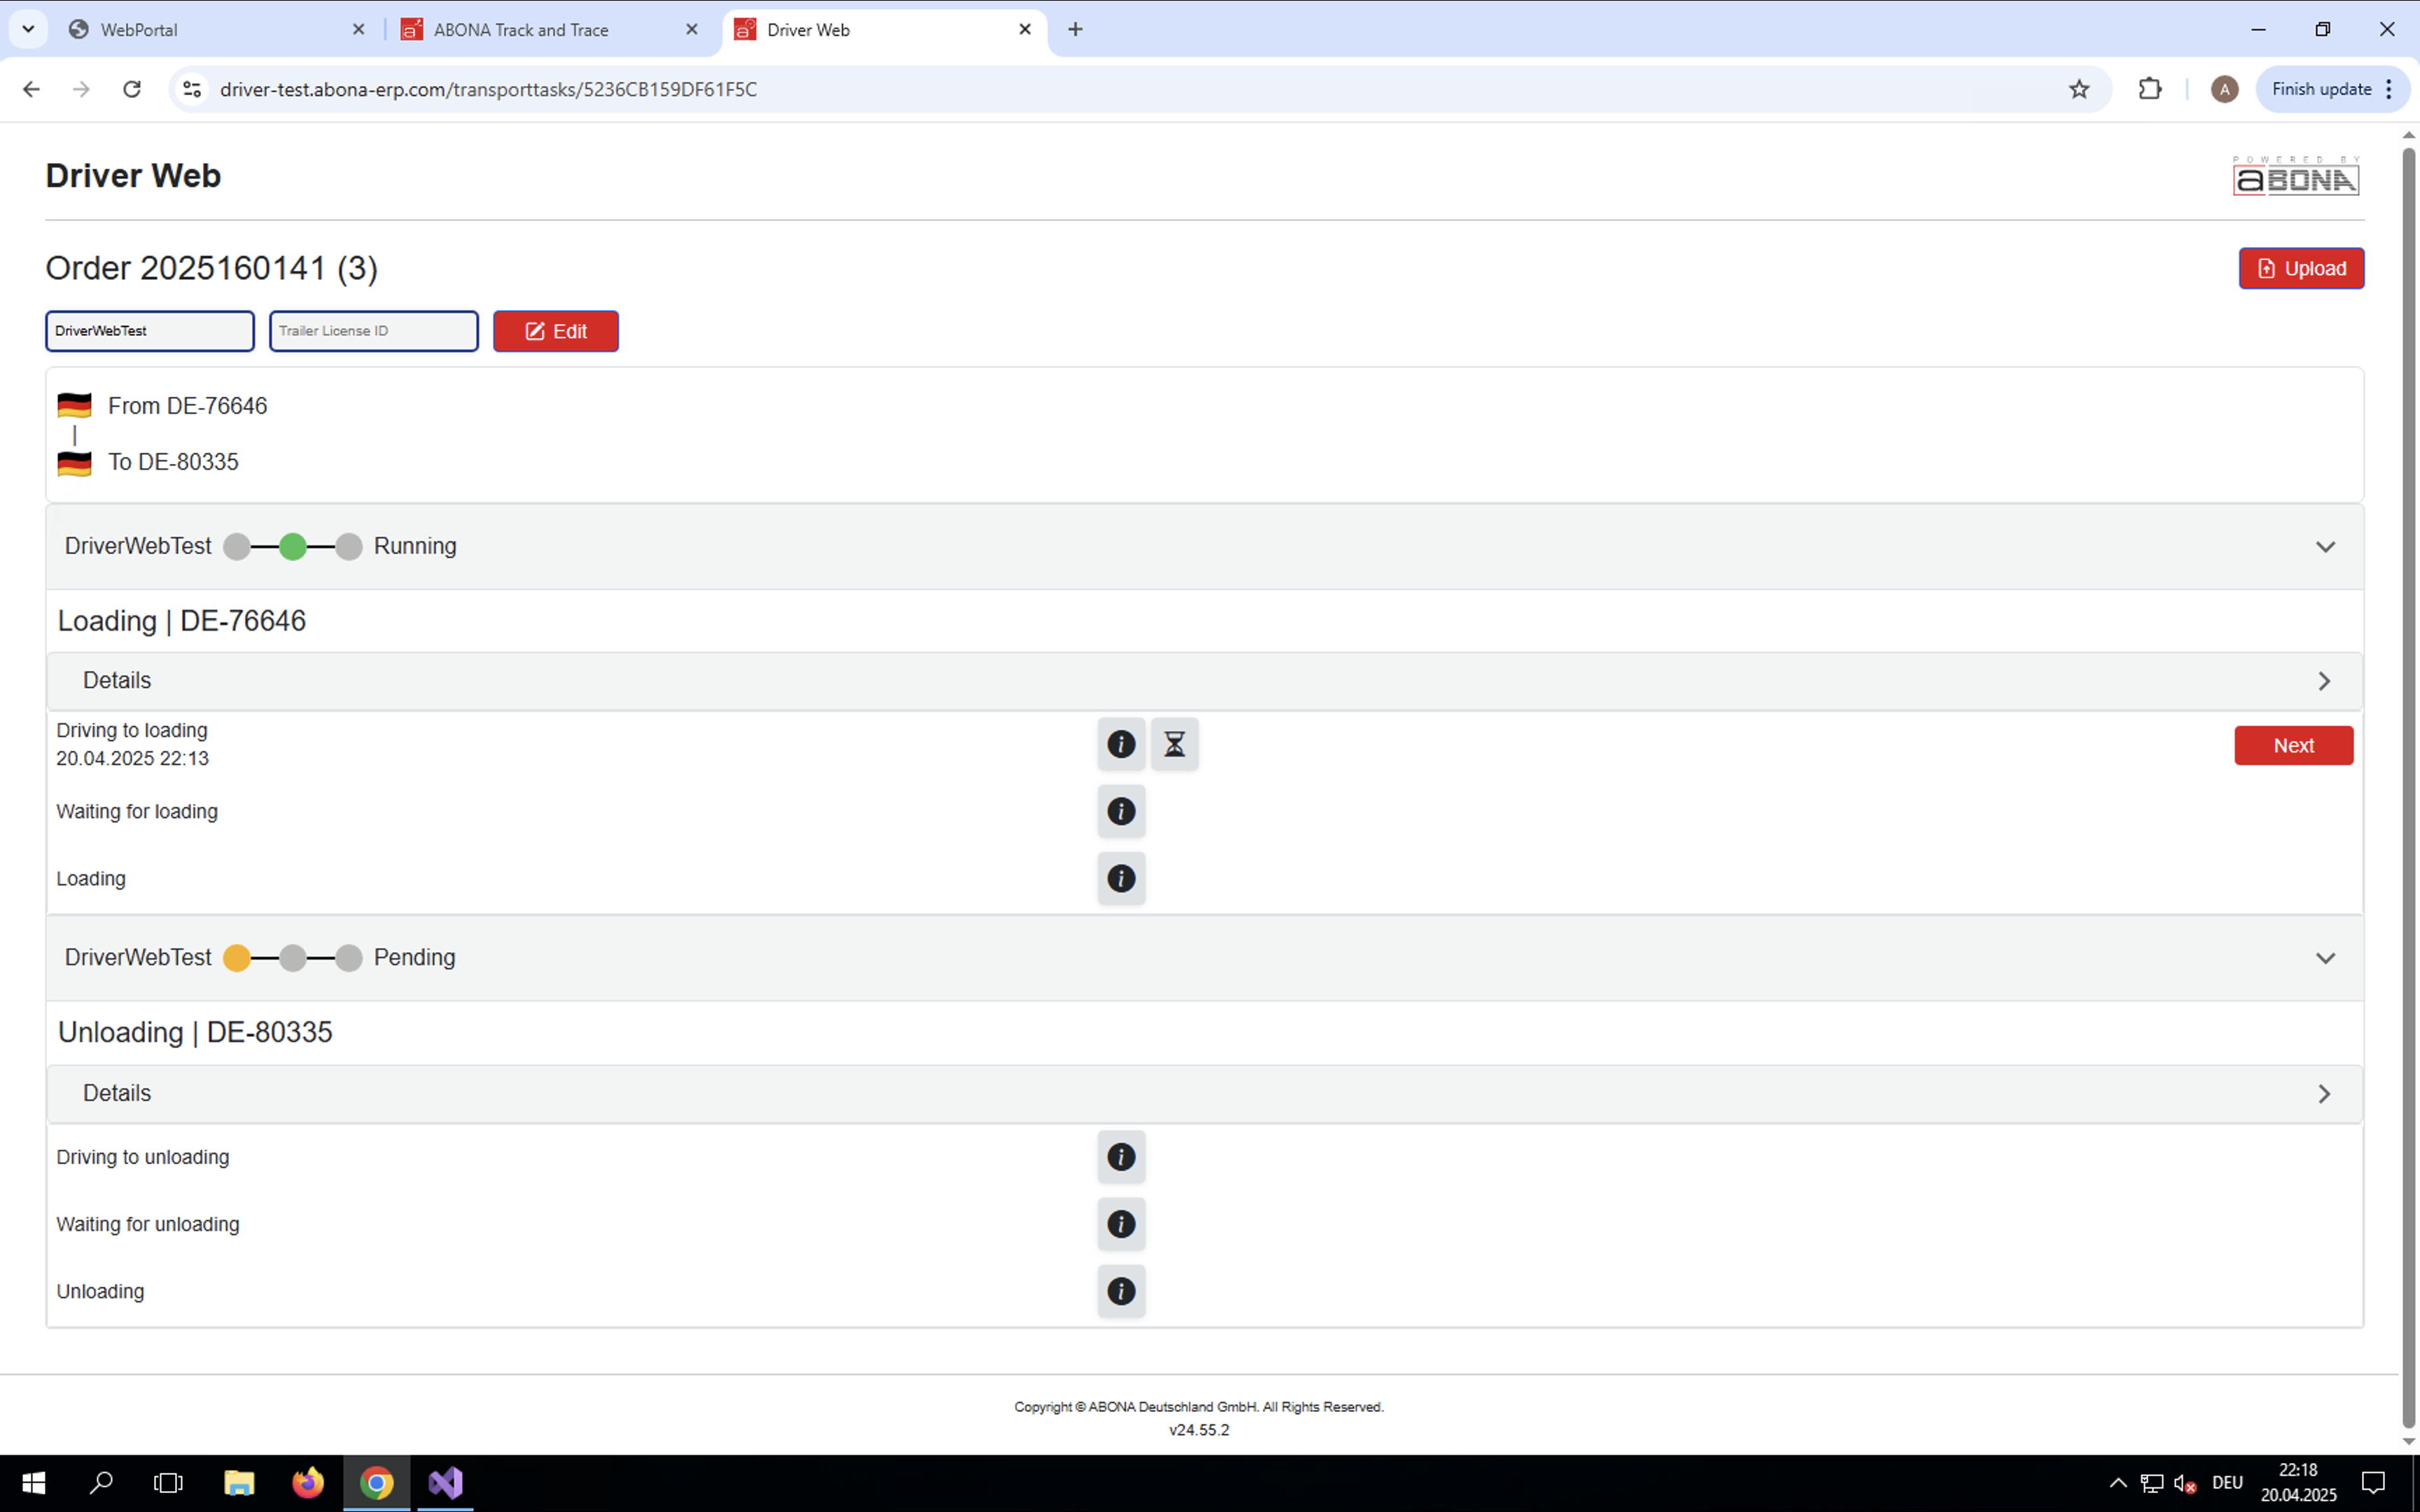 WebPortal
ABONA Track and Trace
Driver Web
driver-test.abona-erp.com/transporttasks/5236CB159DF61F5C
A
Finish update
Driver Web
POWERED BY
aBONA
Order 2025160141 (3)
Upload
DriverWebTest
Trailer License ID
Edit
From DE-76646
To DE-80335
DriverWebTest
Running
Loading | DE-76646
Details
Driving to loading
20.04.2025 22:13
Next
Waiting for loading
Loading
DriverWebTest
Pending
Unloading | DE-80335
Details
Driving to unloading
Waiting for unloading
Unloading
Copyright © ABONA Deutschland GmbH. All Rights Reserved.
v24.55.2
DEU
22:18
20.04.2025